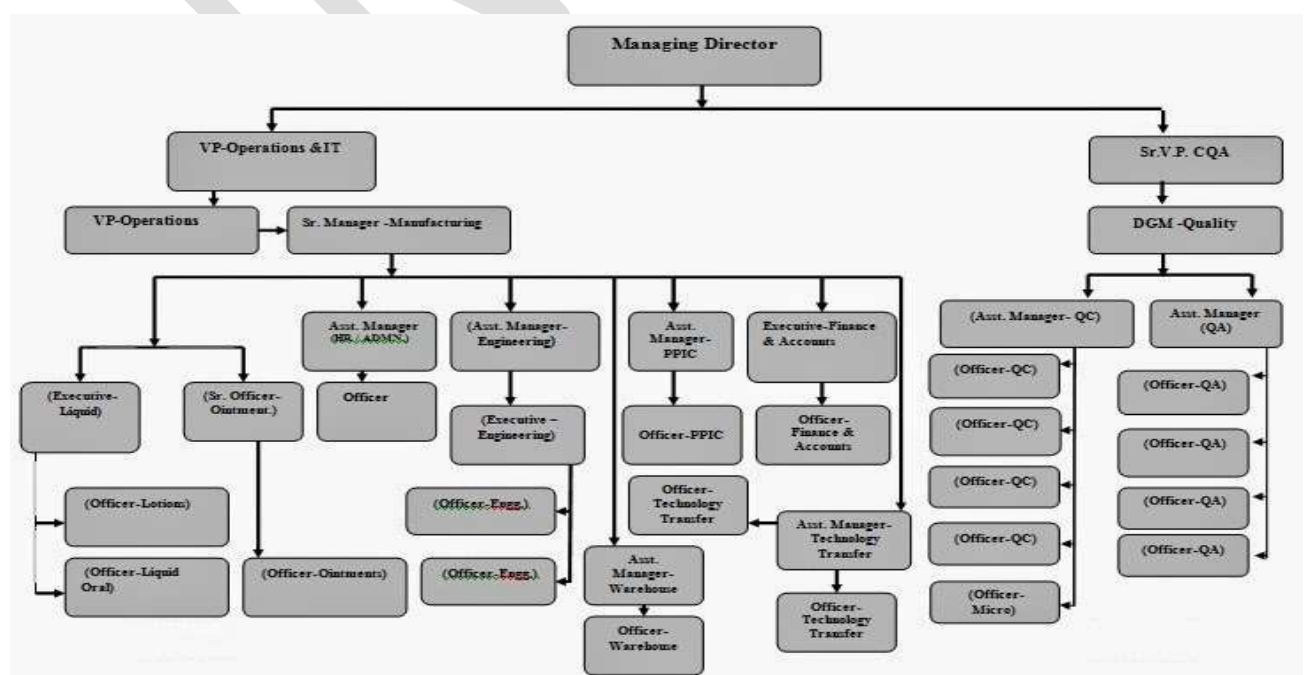 Managing Director
VP-Operations &IT
Sr.V.P. CQA
VP-Operations
Sr. Manager -Manufacturing
DGM -Quality
Asst. Manager
(HR / ADMN.)
(Asst. Manager-
Engineering)
Asst.
Manager-
PPIC
Executive-Finance
& Accounts
(Asst. Manager- QC)
Asst. Manager
(QA)
(Executive-
Liquid)
(Sr. Officer-
Ointment.)
Officer
(Executive –
Engineering)
Officer-PPIC
Officer-
Finance &
Accounts
(Officer-QC)
(Officer-QA)
(Officer-QC)
(Officer-QA)
(Officer-Lotions)
(Officer-Engg.)
Officer-
Technology
Transfer
Asst. Manager-
Technology
Transfer
(Officer-QC)
(Officer-QA)
(Officer-QC)
(Officer-QA)
(Officer-Liquid
Oral)
(Officer-Ointments)
(Officer-Engg.)
Asst.
Manager-
Warehouse
Officer-
Technology
Transfer
(Officer-
Micro)
Officer-
Warehouse